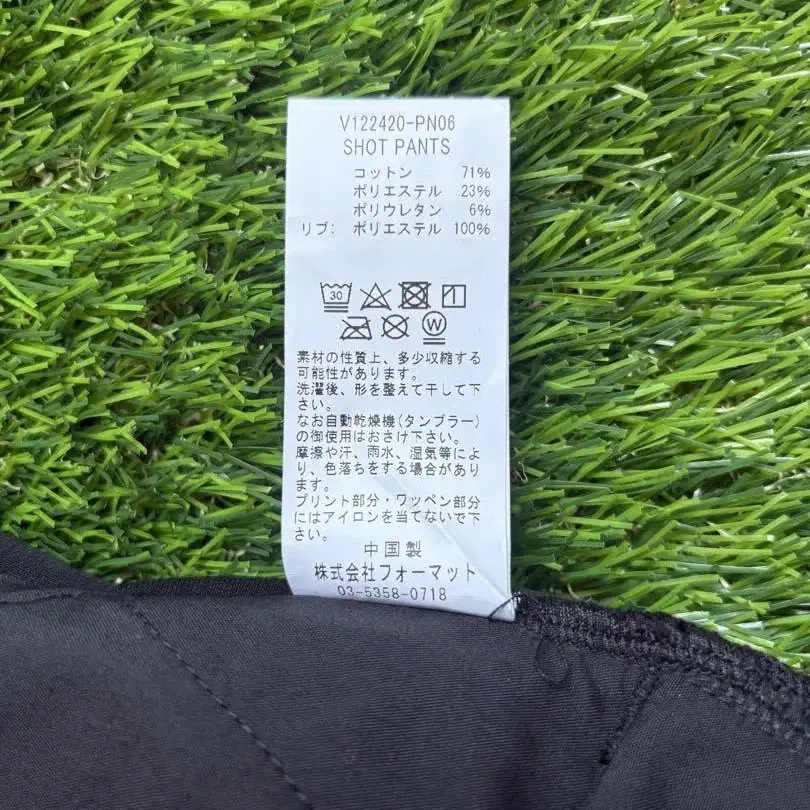 V122420-PN06
SHOT PANTS
コットン 71%
ポリエステル 23%
ポリウレタン 6%
リブ: ポリエステル 100%
30
W
素材の性質上、多少収縮する
可能性があります。
洗濯後、形を整えて干して下
さい。
なお自動乾燥機(タンブラー)
の御使用はおさけ下さい。
摩擦や汗、雨水、湿気等によ
り、色落ちをする場合があり
ます。
プリント部分・ワッペン部分
にはアイロンを当てないで下
さい。
中国製
株式会社フォーマット
03-5358-0718